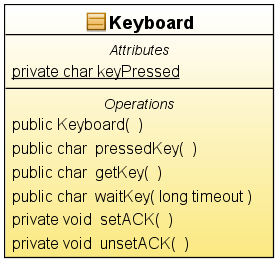 Keyboard
Attributes
private char keyPressed
Operations
public Keyboard(  )
public char  pressedKey(  )
public char  getKey(  )
public char  waitKey( long timeout )
private void  setACK(  )
private void  unsetACK(  )